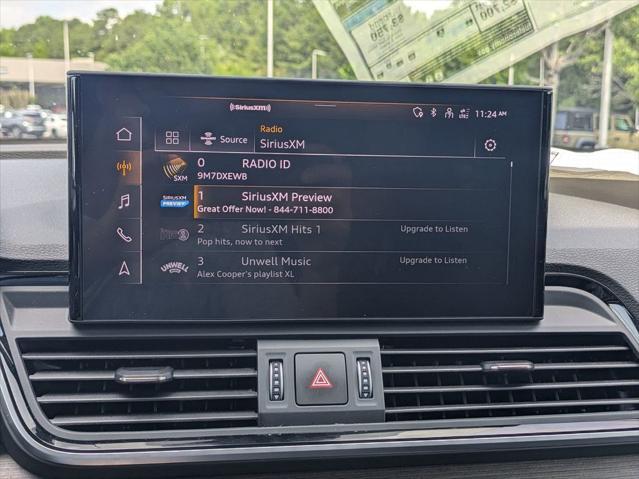 ((SiriusXM))
11:24 AM
Source
Radio
SiriusXM
SXM
0 RADIO ID
9M7DXEWB
SiriusXM
PREVIEW
1 SiriusXM Preview
Great Offer Now! - 844-711-8800
2 SiriusXM Hits 1 Upgrade to Listen
Pop hits, now to next
UNWELL
3 Unwell Music Upgrade to Listen
Alex Cooper's playlist XL